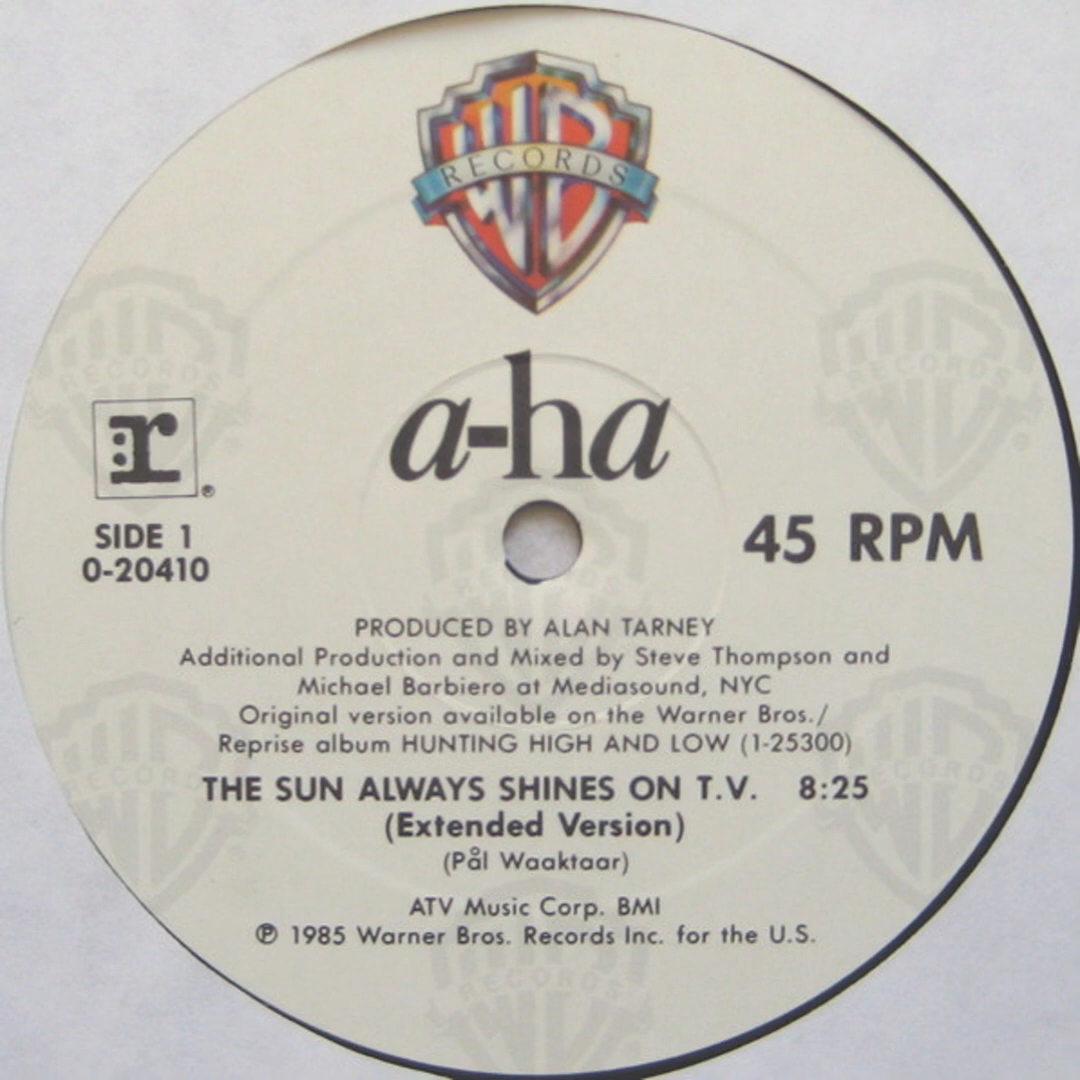 WB
RECORDS
a-ha
r®
SIDE 1
0-20410
45 RPM
PRODUCED BY ALAN TARNEY
Additional Production and Mixed by Steve Thompson and
Michael Barbiero at Mediasound, NYC
Original version available on the Warner Bros./
Reprise album HUNTING HIGH AND LOW (1-25300)
THE SUN ALWAYS SHINES ON T.V. 8:25
(Extended Version)
(Pål Waaktaar)
ATV Music Corp. BMI
℗ 1985 Warner Bros. Records Inc. for the U.S.